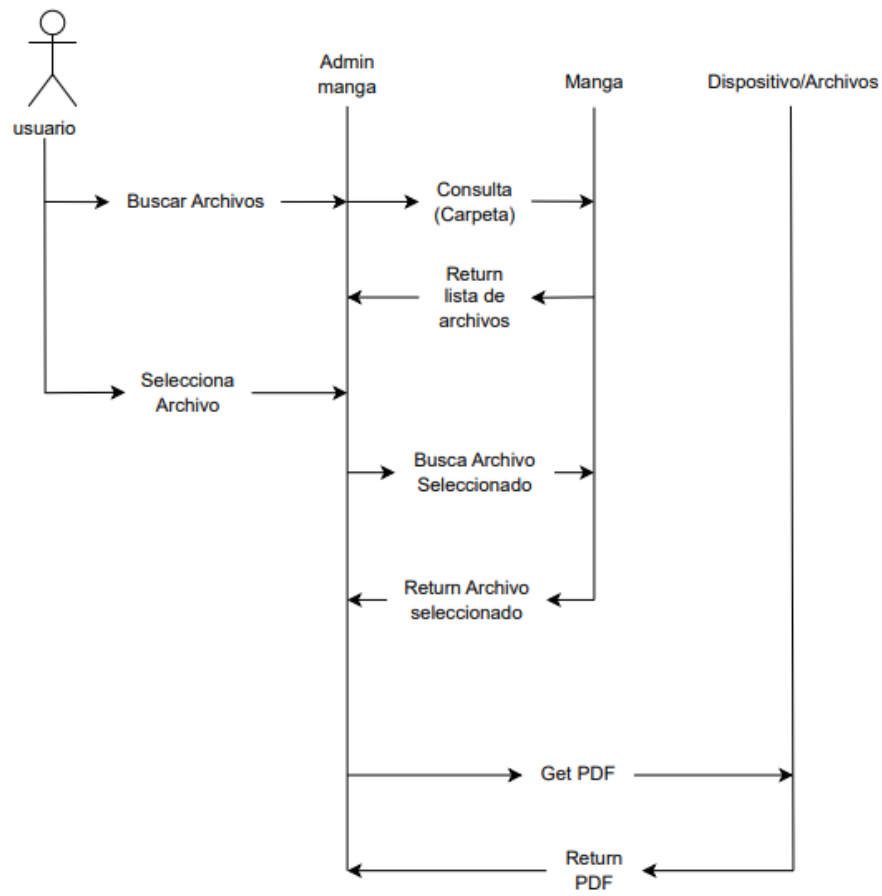 usuario
Admin
manga
Manga
Dispositivo/Archivos
Buscar Archivos
Consulta
(Carpeta)
Return
lista de
archivos
Selecciona
Archivo
Busca Archivo
Seleccionado
Return Archivo
seleccionado
Get PDF
Return
PDF